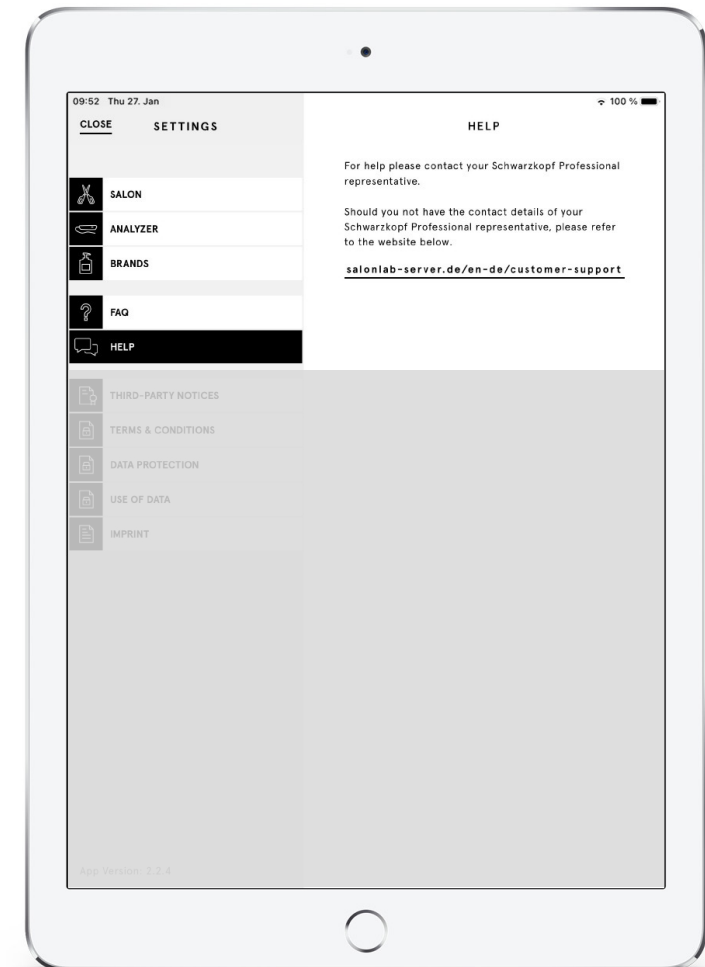 09:52 Thu 27. Jan
100 %
CLOSE
SETTINGS
SALON
ANALYZER
BRANDS
FAQ
HELP
THIRD-PARTY NOTICES
TERMS & CONDITIONS
DATA PROTECTION
USE OF DATA
IMPRINT
App Version: 2.2.4
HELP
For help please contact your Schwarzkopf Professional
representative.
Should you not have the contact details of your
Schwarzkopf Professional representative, please refer
to the website below.
salonlab-server.de/en-de/customer-support